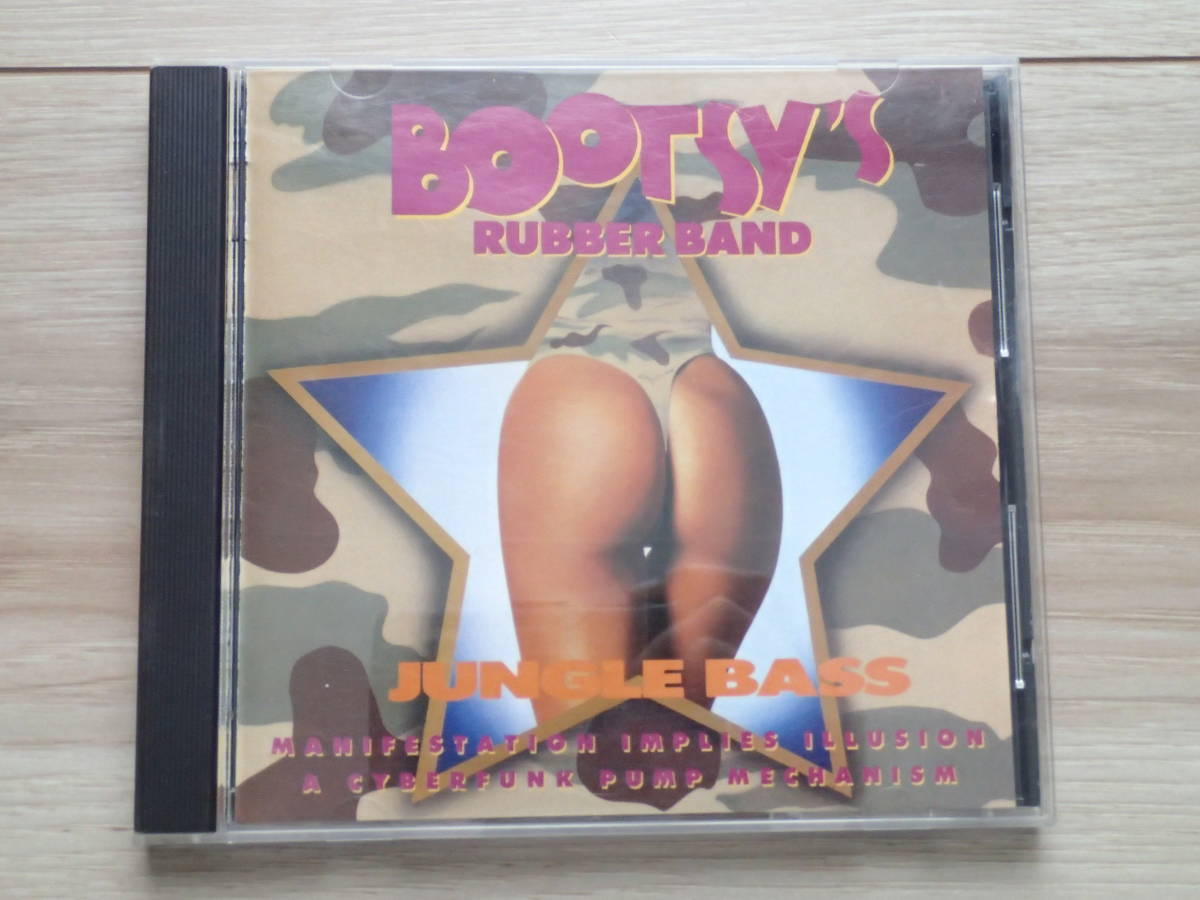 BOOTSY'S
RUBBER BAND
JUNGLE BASS
MANIFESTATION IMPLIES ILLUSION
A CYBERFUNK PUMP MECHANISM